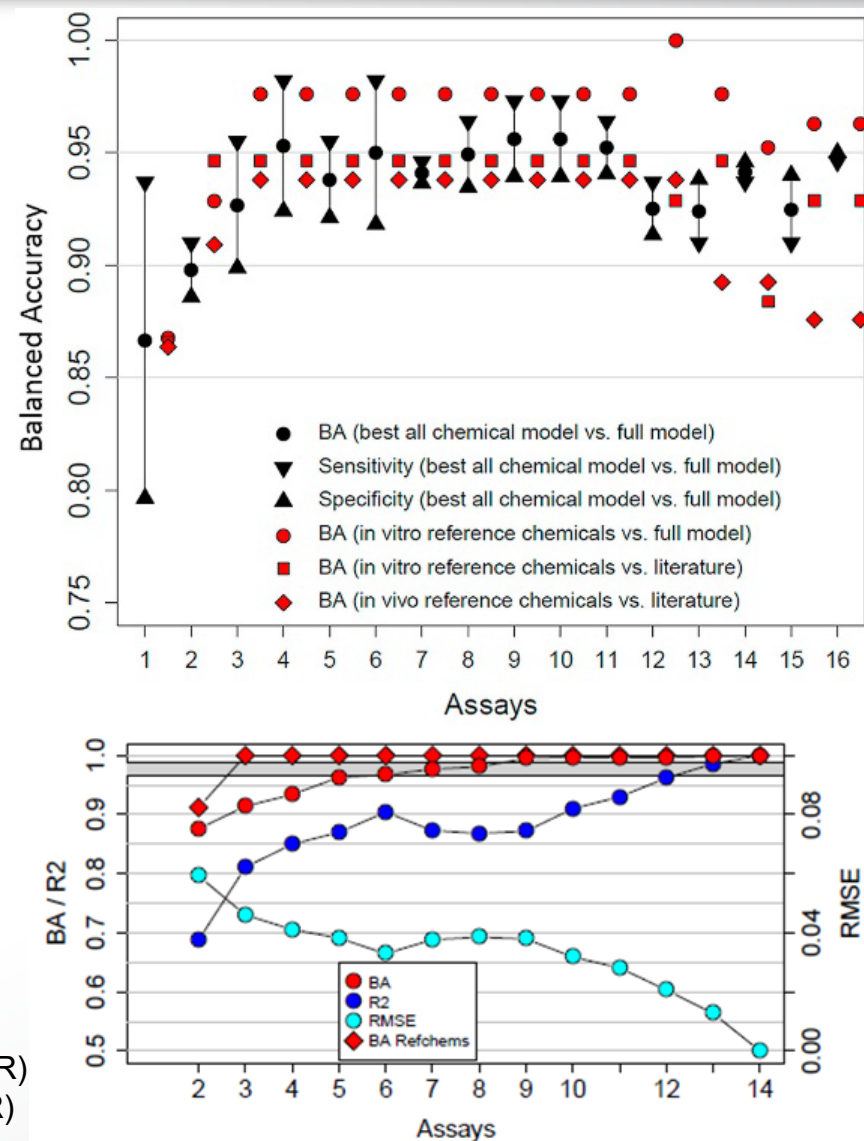 1.00
0.95
0.90
0.85
0.80
0.75
Balanced Accuracy
BA (best all chemical model vs. full model)
Sensitivity (best all chemical model vs. full model)
Specificity (best all chemical model vs. full model)
BA (in vitro reference chemicals vs. full model)
BA (in vitro reference chemicals vs. literature)
BA (in vivo reference chemicals vs. literature)
1 2 3 4 5 6 7 8 9 10 11 12 13 14 15 16
Assays
1.0
0.9
0.8
0.7
0.6
0.5
BA / R2
0.08
0.04
0.00
RMSE
BA
R2
RMSE
BA Refchems
2 3 4 5 6 7 8 9 10 12 14
Assays
R)
R)